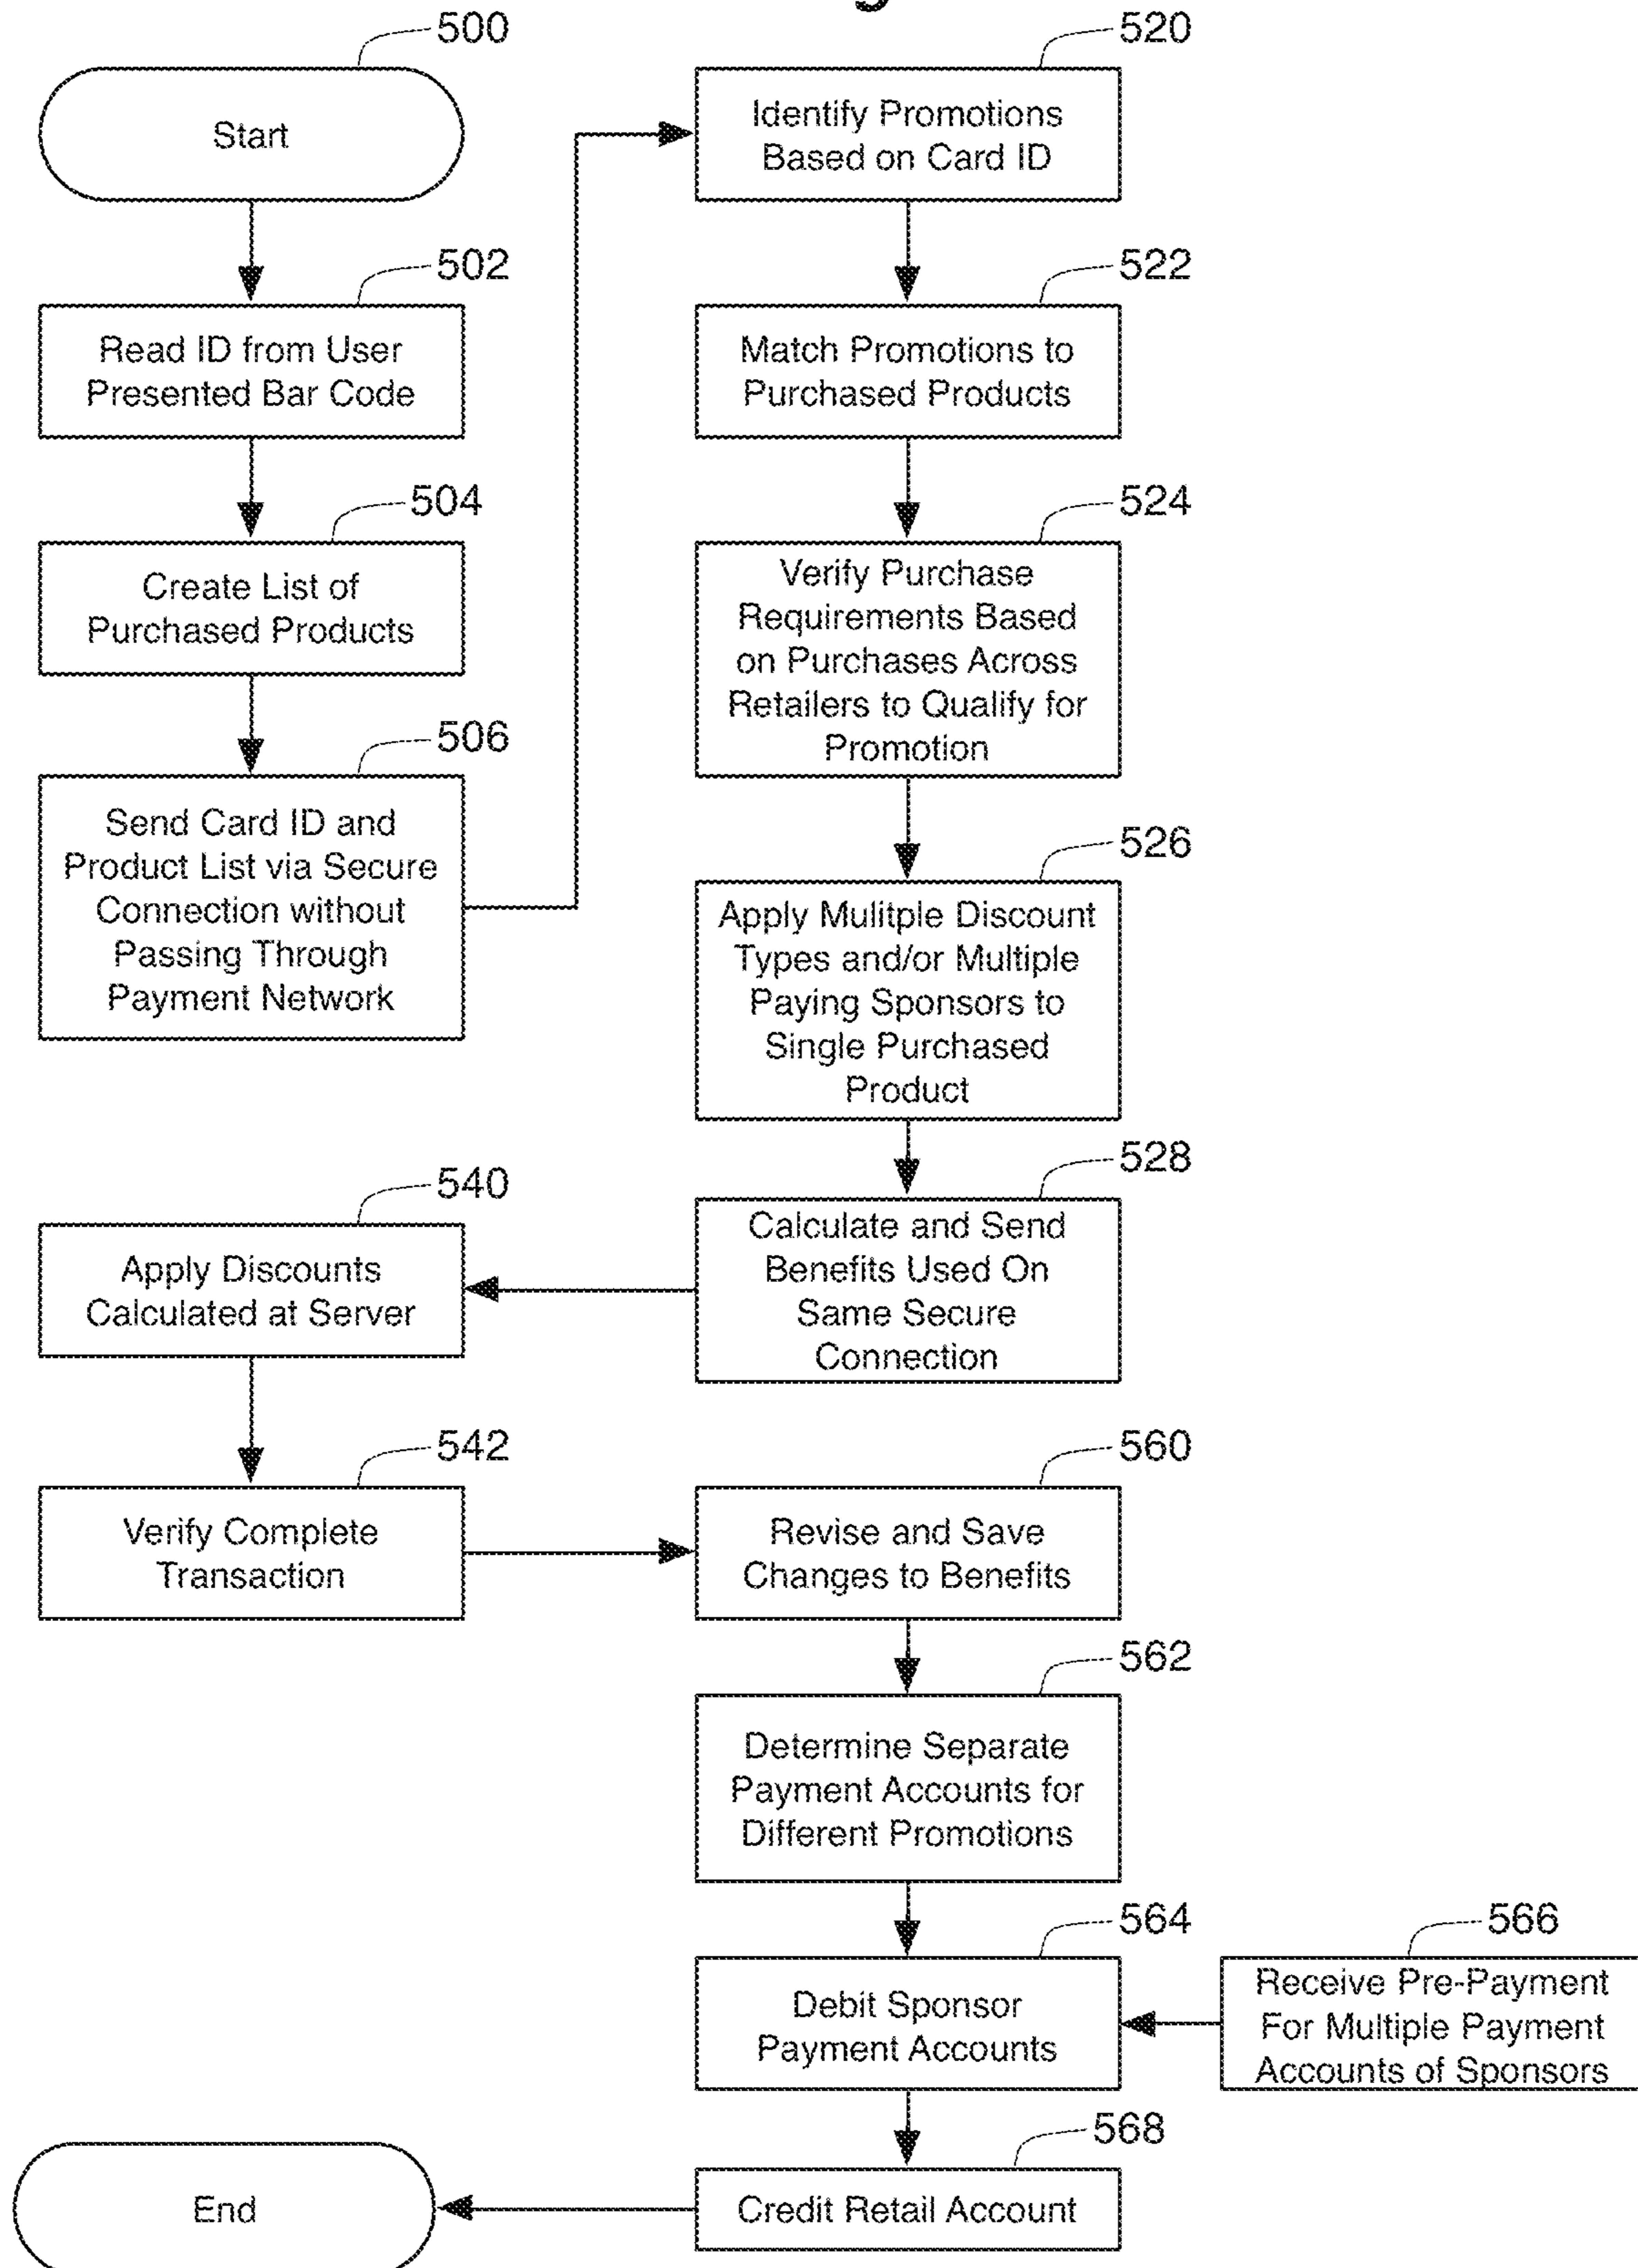 500
Start
502
Read ID from User
Presented Bar Code
504
Create List of
Purchased Products
506
Send Card ID and
Product List via Secure
Connection without
Passing Through
Payment Network
520
Identify Promotions
Based on Card ID
522
Match Promotions to
Purchased Products
524
Verify Purchase
Requirements Based
on Purchases Across
Retailers to Qualify for
Promotion
526
Apply Mulitple Discount
Types and/or Multiple
Paying Sponsors to
Single Purchased
Product
528
Calculate and Send
Benefits Used On
Same Secure
Connection
540
Apply Discounts
Calculated at Server
542
Verify Complete
Transaction
560
Revise and Save
Changes to Benefits
562
Determine Separate
Payment Accounts for
Different Promotions
564
Debit Sponsor
Payment Accounts
566
Receive Pre-Payment
For Multiple Payment
Accounts of Sponsors
568
Credit Retail Account
End